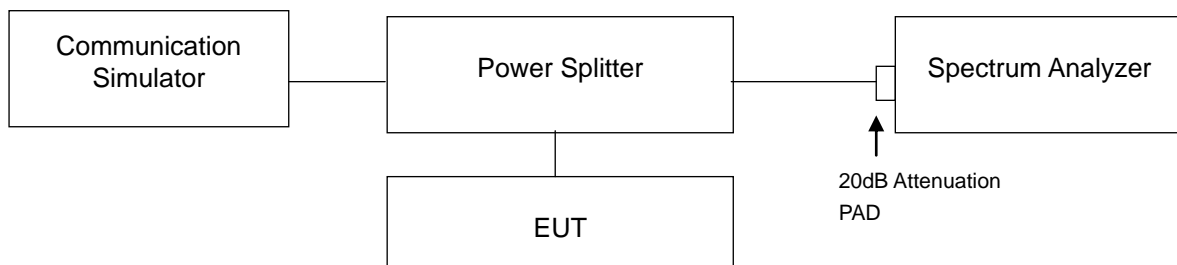 Communication
Simulator
Power Splitter
Spectrum Analyzer
20dB Attenuation
PAD
EUT